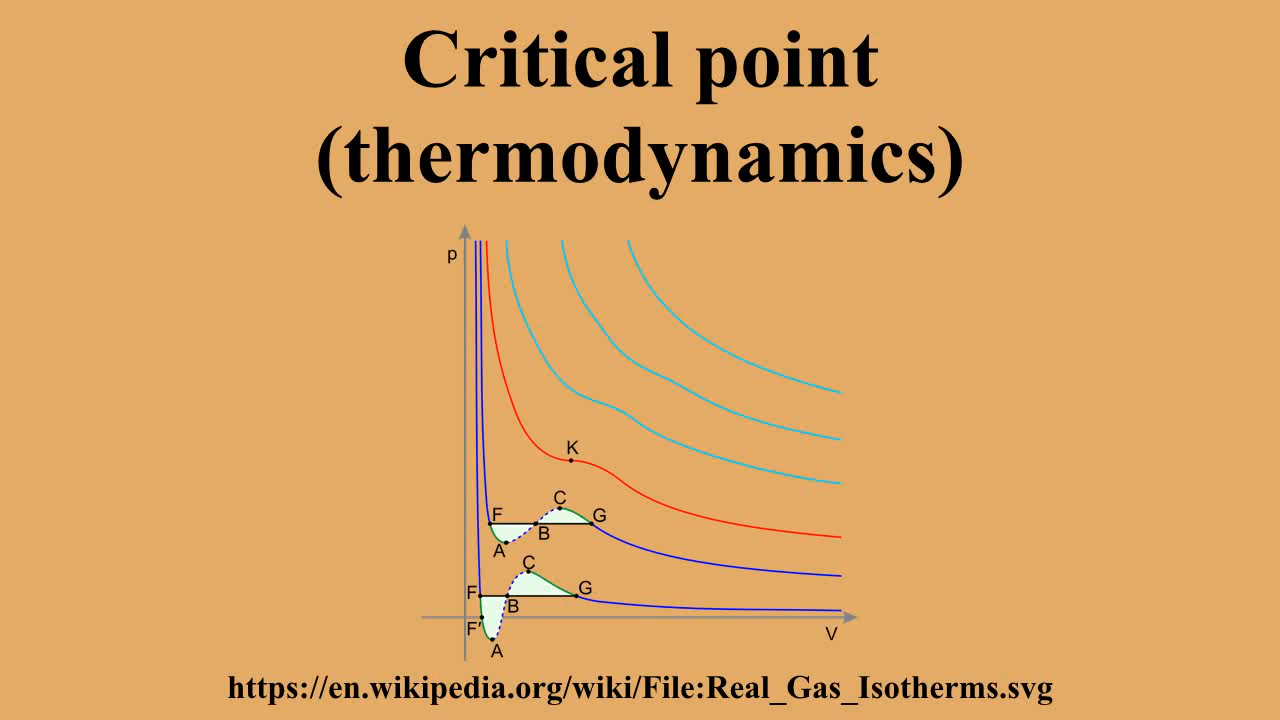 Critical point
(thermodynamics)
p
K
C
F
G
B
A
C
F
G
B
F'
V
A
https://en.wikipedia.org/wiki/File:Real_Gas_Isotherms.svg